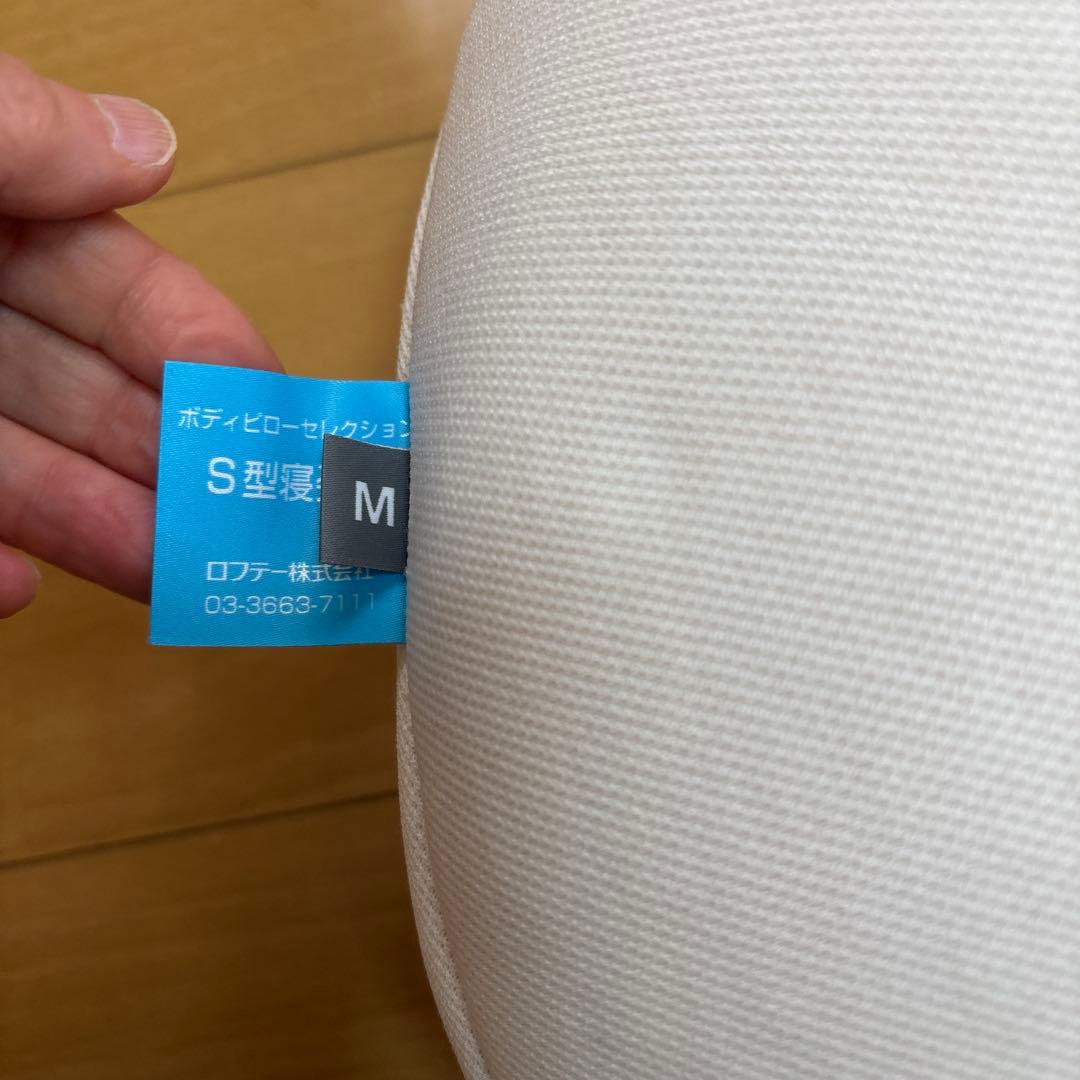 ボディピローセレクション
S型寝
M
ロフテー株式会社
03-3663-7111